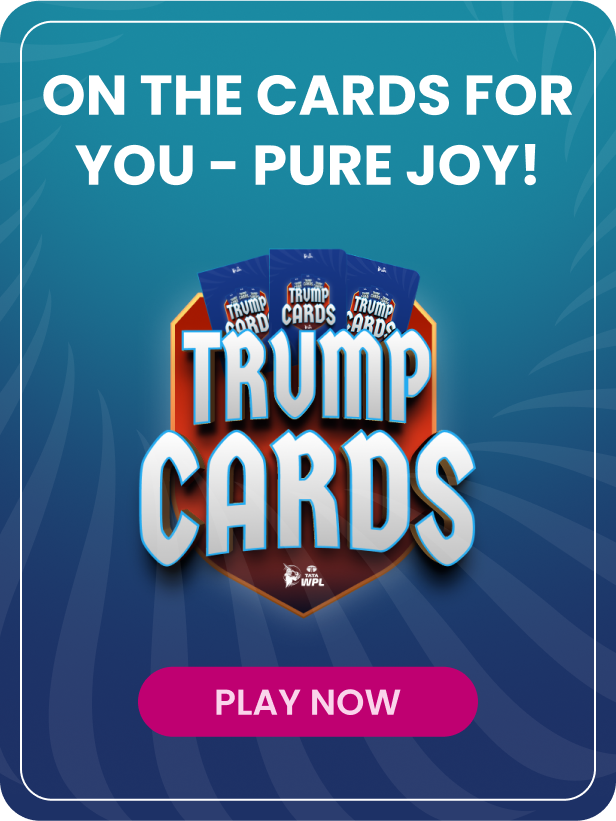 ON THE CARDS FOR
YOU - PURE JOY!
TRUMP
CARDS
TRUMP
CARDS
TRUMP
CARDS
TRUMP
CARDS
TATA
WPL
PLAY NOW